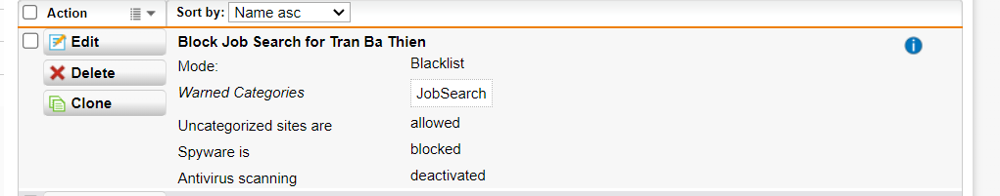 Action Sort by: Name asc
Edit Block Job Search for Tran Ba Thien
Mode: Blacklist
Delete Warned Categories JobSearch
Clone
Uncategorized sites are allowed
Spyware is blocked
Antivirus scanning deactivated